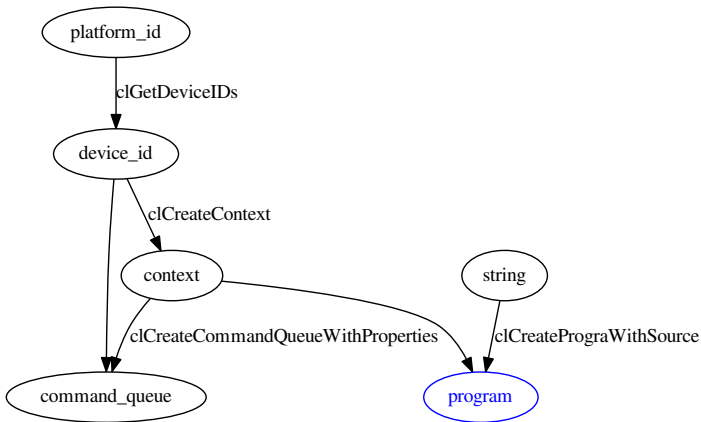 platform_id
clGetDeviceIDs
device_id
clCreateContext
context
string
clCreateCommandQueueWithProperties
clCreatePrograWithSource
command_queue
program